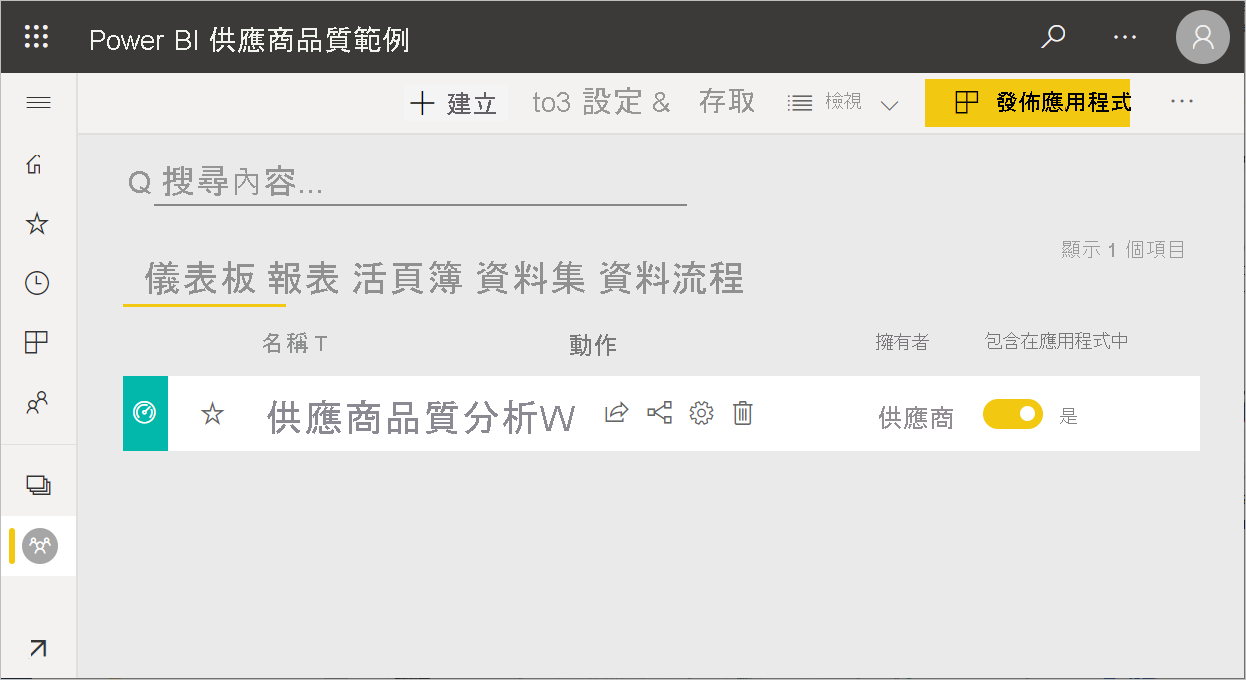 Power BI 供應商品質範例
建立 to3 設定 & 存取 檢視 發佈應用程式
Q 搜尋內容...
顯示 1 個項目
儀表板 報表 活頁簿 資料集 資料流程
名稱 T 動作 擁有者 包含在應用程式中
供應商品質分析W 供應商 是